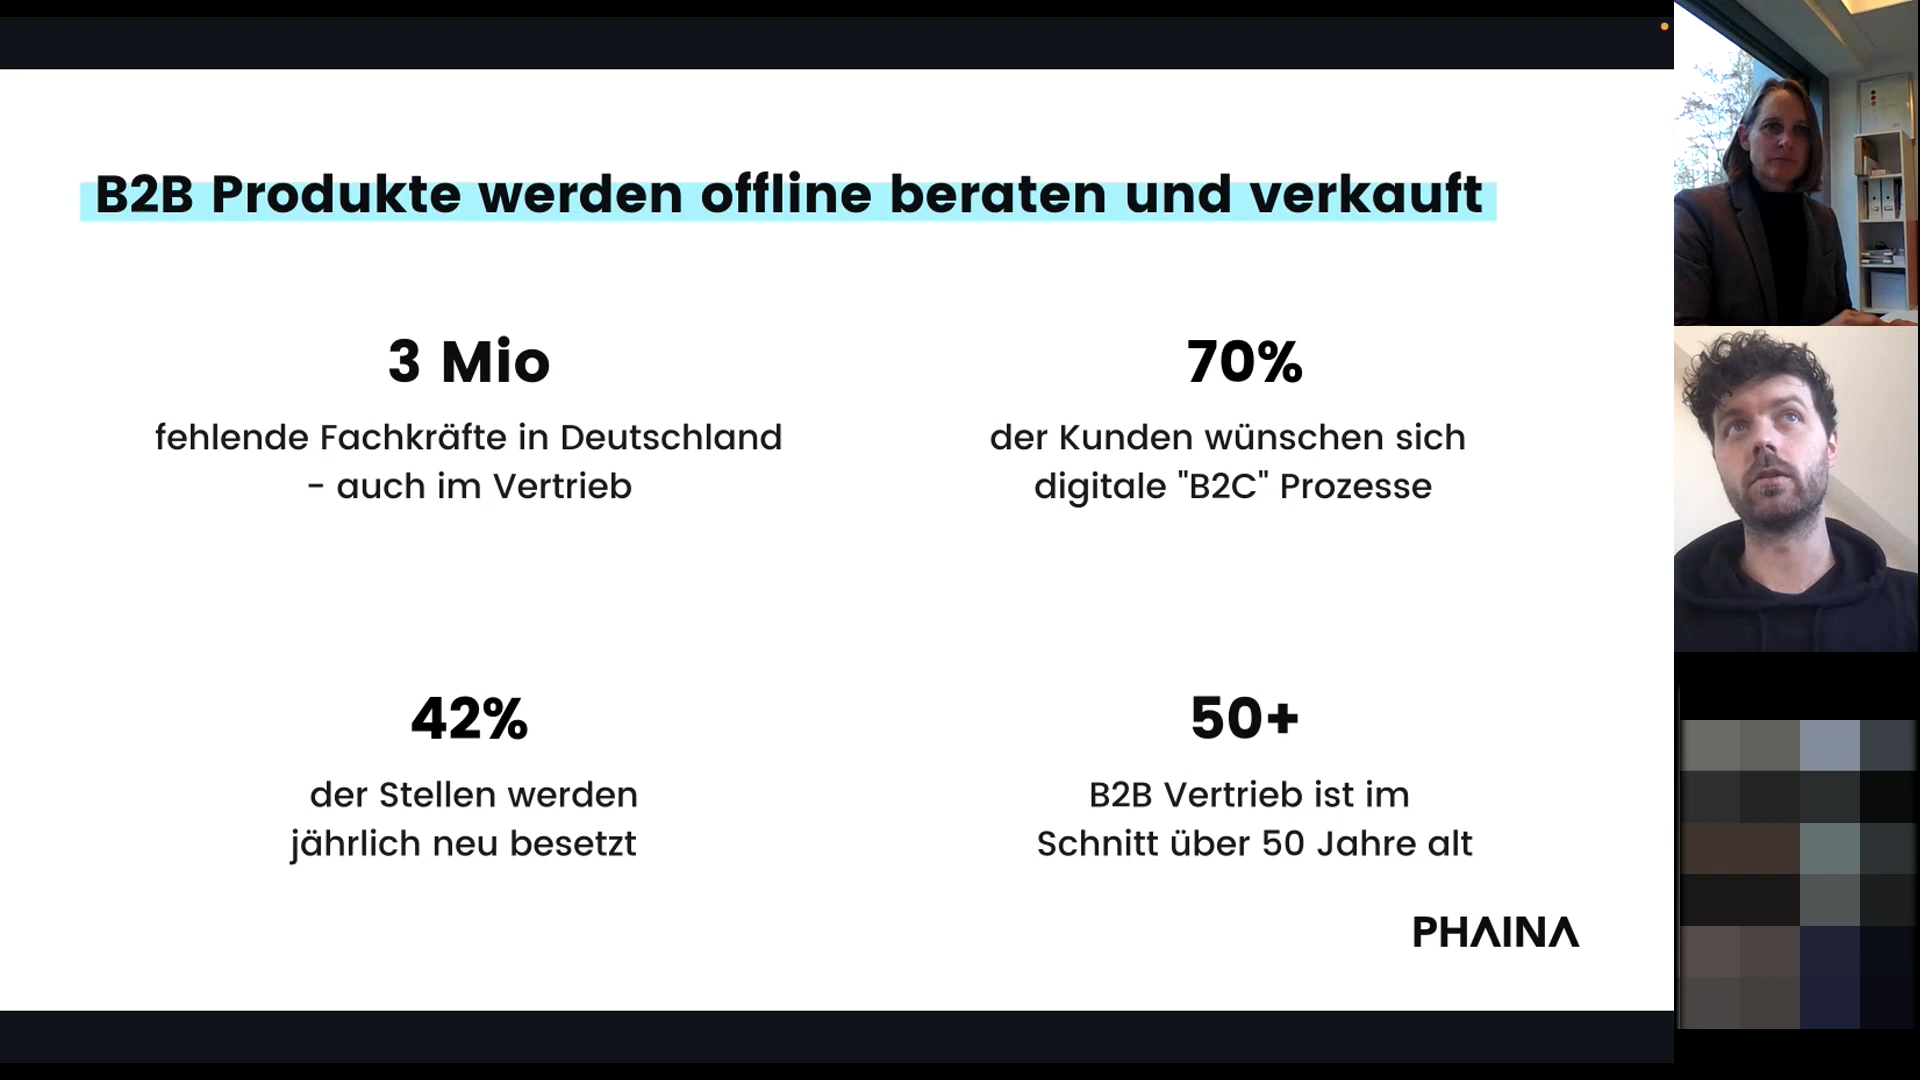 B2B Produkte werden offline beraten und verkauft
3 Mio
fehlende Fachkräfte in Deutschland
- auch im Vertrieb
70%
der Kunden wünschen sich
digitale "B2C" Prozesse
42%
der Stellen werden
jährlich neu besetzt
50+
B2B Vertrieb ist im
Schnitt über 50 Jahre alt
PHAINA